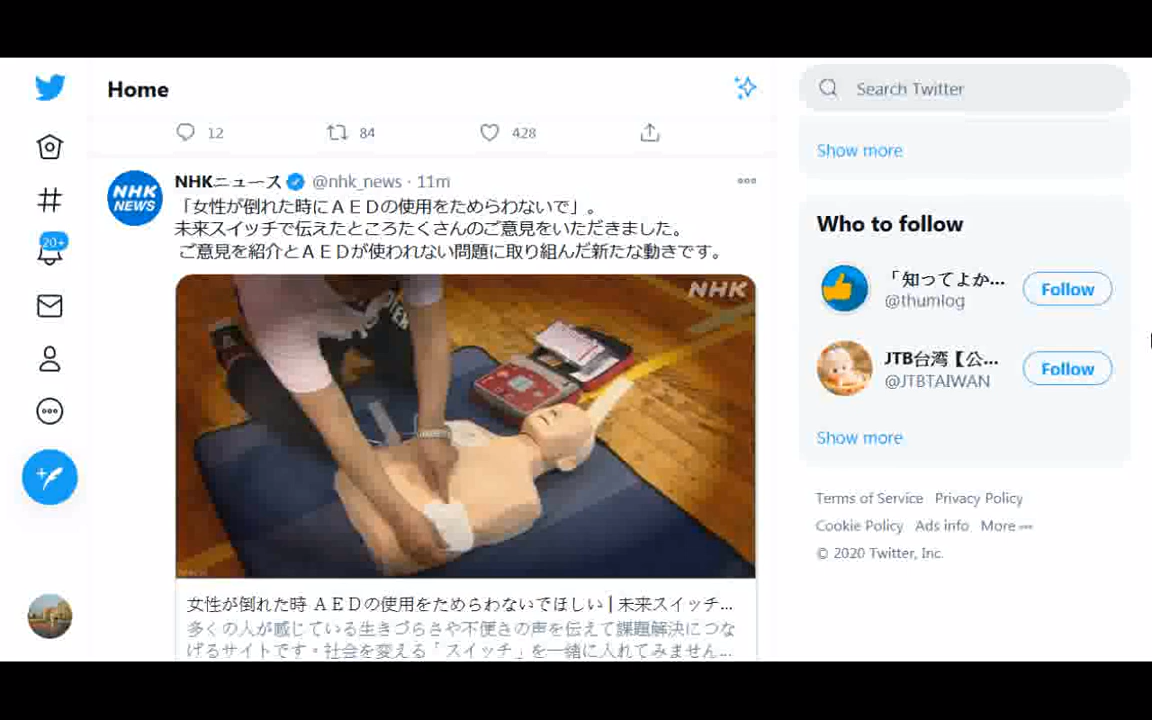 Home
Search Twitter
12 84 428
Show more
NHKニュース @nhk_news · 11m
NHK NEWS
「女性が倒れた時にＡＥＤの使用をためらわないで」。
未来スイッチで伝えたところたくさんのご意見をいただきました。
ご意見を紹介とＡＥＤが使われない問題に取り組んだ新たな動きです。
20+
NHK
女性が倒れた時 ＡＥＤの使用をためらわないでほしい | 未来スイッチ...
多くの人が感じている生きづらさや不便さの声を伝えて課題解決につな
げるサイトです。社会を変える「スイッチ」を一緒に入れてみません...
Who to follow
「知ってよか...
@thumlog
Follow
JTB台湾【公...
@JTBTAIWAN
Follow
Show more
Terms of Service Privacy Policy
Cookie Policy Ads info More
© 2020 Twitter, Inc.